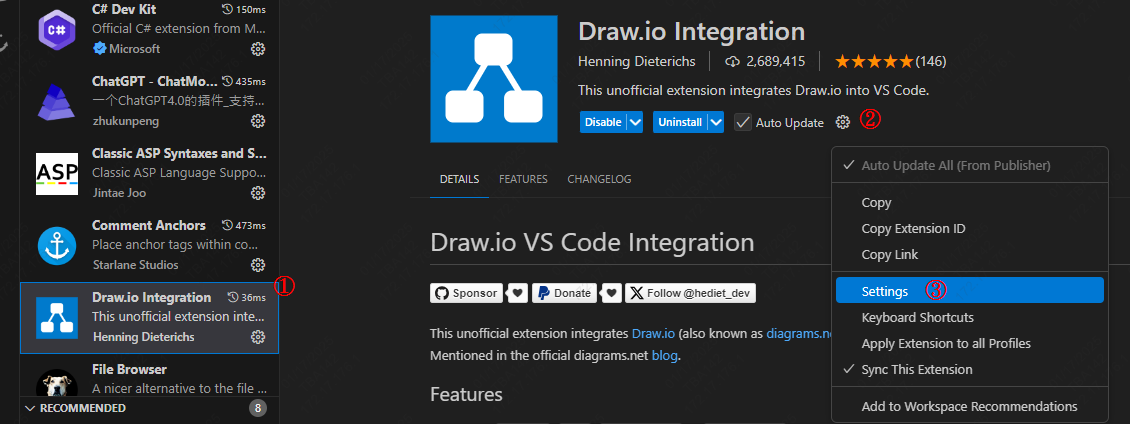 C# Dev Kit 150ms
Official C# extension from M...
Microsoft
ChatGPT - ChatMo... 435ms
一个ChatGPT4.0的插件_支持...
zhukunpeng
ASP
Classic ASP Syntaxes and S...
Classic ASP Language Suppo...
Jintae Joo
Comment Anchors 473ms
Place anchor tags within co...
Starlane Studios
①
Draw.io Integration 36ms
This unofficial extension inte...
Henning Dieterichs
File Browser
A nicer alternative to the file ...
RECOMMENDED 8
Draw.io Integration
Henning Dieterichs 2,689,415 (146)
This unofficial extension integrates Draw.io into VS Code.
Disable Uninstall Auto Update ②
DETAILS FEATURES CHANGELOG
Draw.io VS Code Integration
Sponsor Donate Follow @hediet_dev
This unofficial extension integrates Draw.io (also known as diagrams.ne
Mentioned in the official diagrams.net blog.
Features
Auto Update All (From Publisher)
Copy
Copy Extension ID
Copy Link
Settings ③
Keyboard Shortcuts
Apply Extension to all Profiles
Sync This Extension
Add to Workspace Recommendations